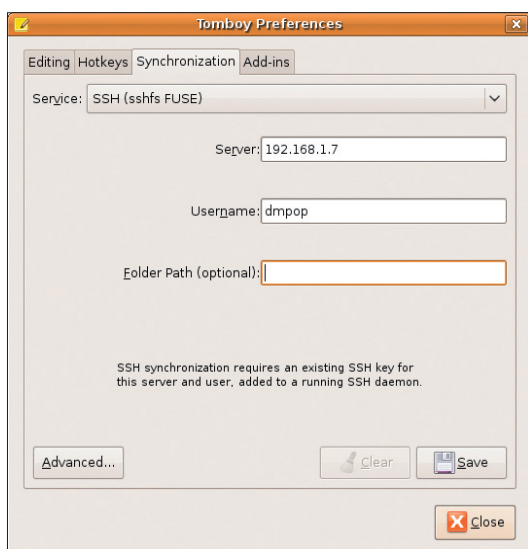 Tomboy Preferences
Editing Hotkeys Synchronization Add-ins
Service: SSH (sshfs FUSE)
Server: 192.168.1.7
Username: dmpop
Folder Path (optional):
SSH synchronization requires an existing SSH key for
this server and user, added to a running SSH daemon.
Advanced... Clear Save
Close